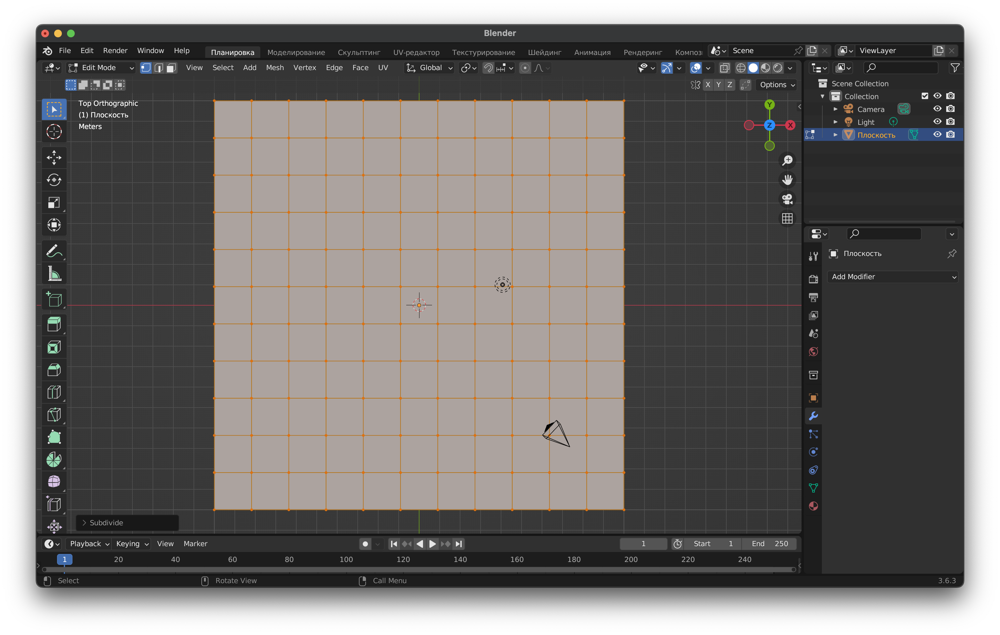 Blender
File Edit Render Window Help Планировка Моделирование Скульптинг UV-редактор Текстурирование Шейдинг Анимация Рендеринг Композ Scene ViewLayer
Edit Mode View Select Add Mesh Vertex Edge Face UV Global
X Y Z Options
Top Orthographic
(1) Плоскость
Meters
Y
Z X
Scene Collection
Collection
Camera
Light
Плоскость
Плоскость
Add Modifier
Subdivide
Playback Keying View Marker 1 Start 1 End 250
1 20 40 60 80 100 120 140 160 180 200 220 240
Select Rotate View Call Menu 3.6.3